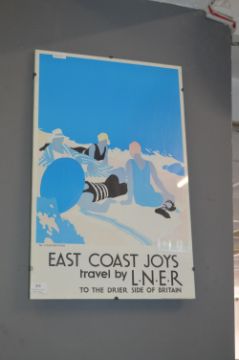 EAST COAST JOYS
travel by L·N·E·R
TO THE DRIER SIDE OF BRITAIN